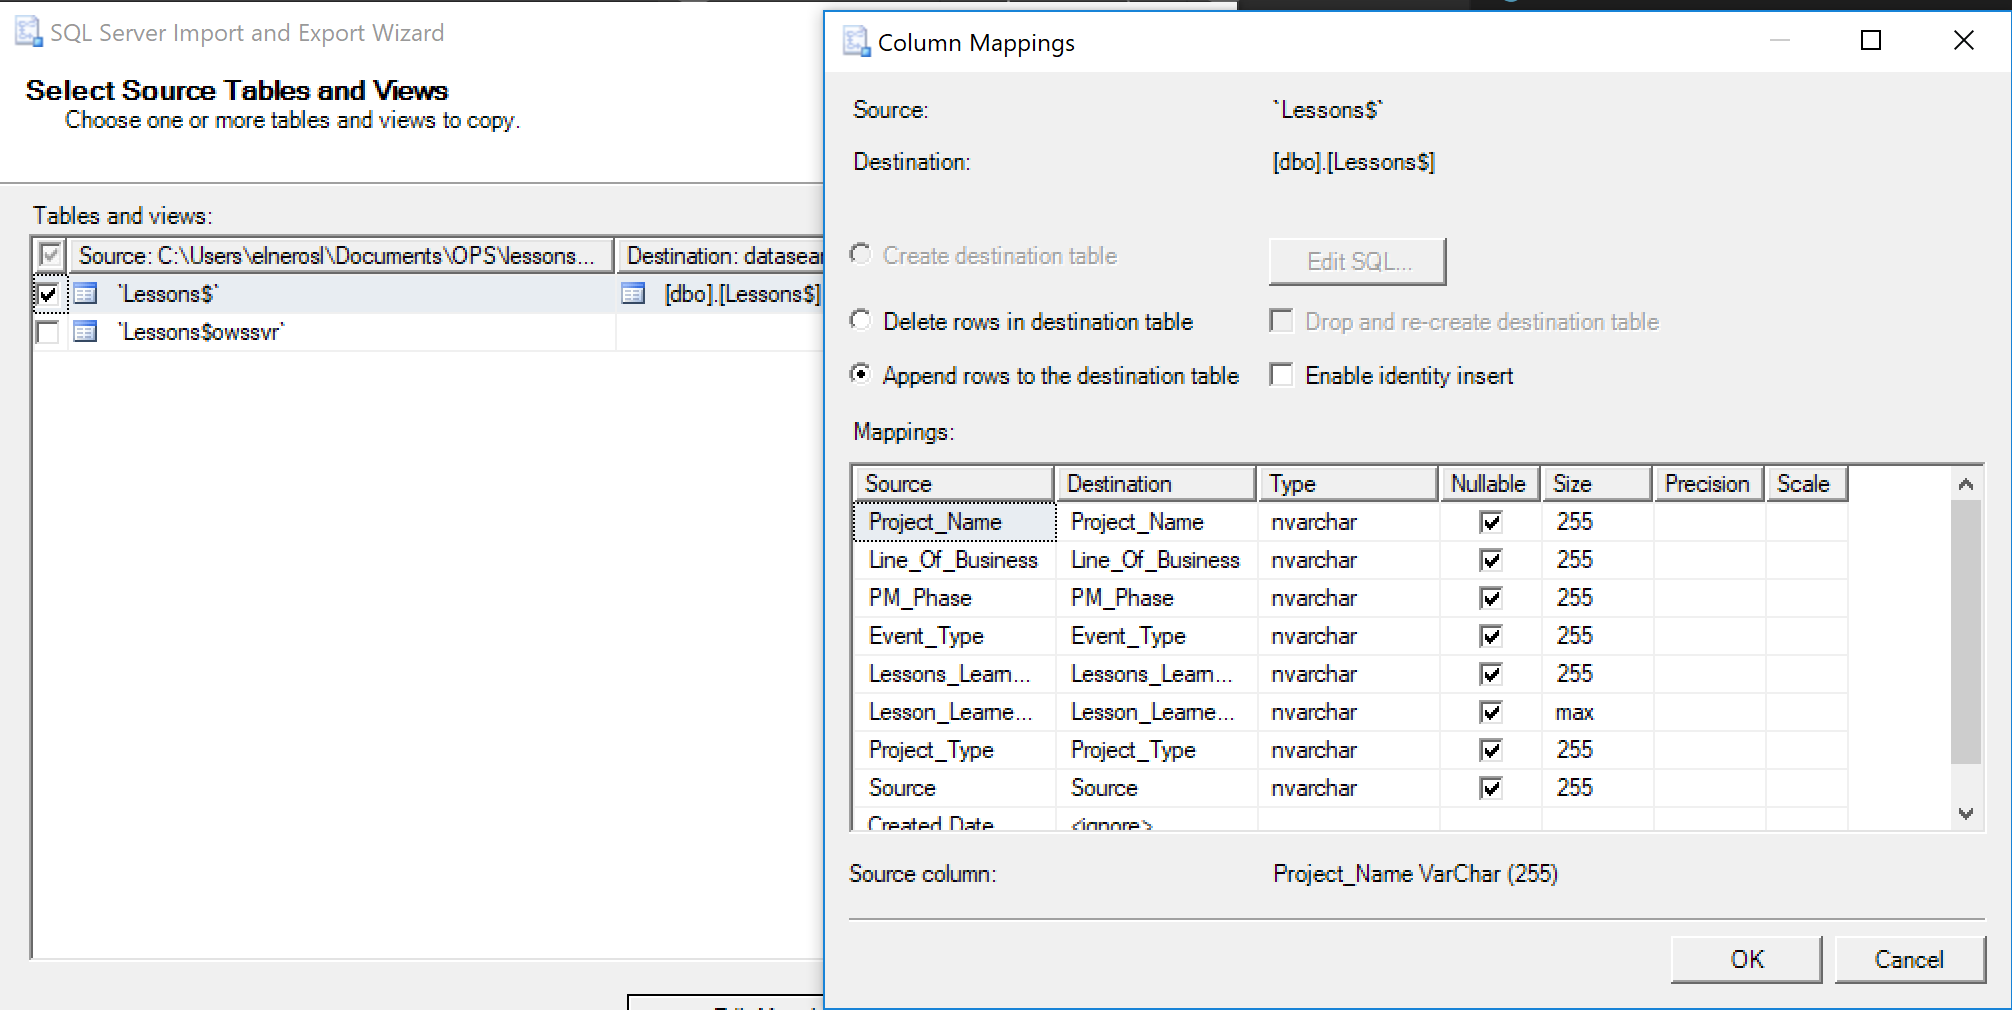 SQL Server Import and Export Wizard
Select Source Tables and Views
Choose one or more tables and views to copy.
Tables and views:
Source: C:\Users\elnerosl\Documents\OPS\lessons... Destination: datasear
`Lessons$` [dbo].[Lessons$]
`Lessons$owssvr`
Column Mappings
Source: `Lessons$`
Destination: [dbo].[Lessons$]
Create destination table Edit SQL...
Delete rows in destination table Drop and re-create destination table
Append rows to the destination table Enable identity insert
Mappings:
Source Destination Type Nullable Size Precision Scale
Project_Name Project_Name nvarchar 255
Line_Of_Business Line_Of_Business nvarchar 255
PM_Phase PM_Phase nvarchar 255
Event_Type Event_Type nvarchar 255
Lessons_Learn... Lessons_Learn... nvarchar 255
Lesson_Learne... Lesson_Learne... nvarchar max
Project_Type Project_Type nvarchar 255
Source Source nvarchar 255
Created Date <ignore>
Source column: Project_Name VarChar (255)
OK Cancel